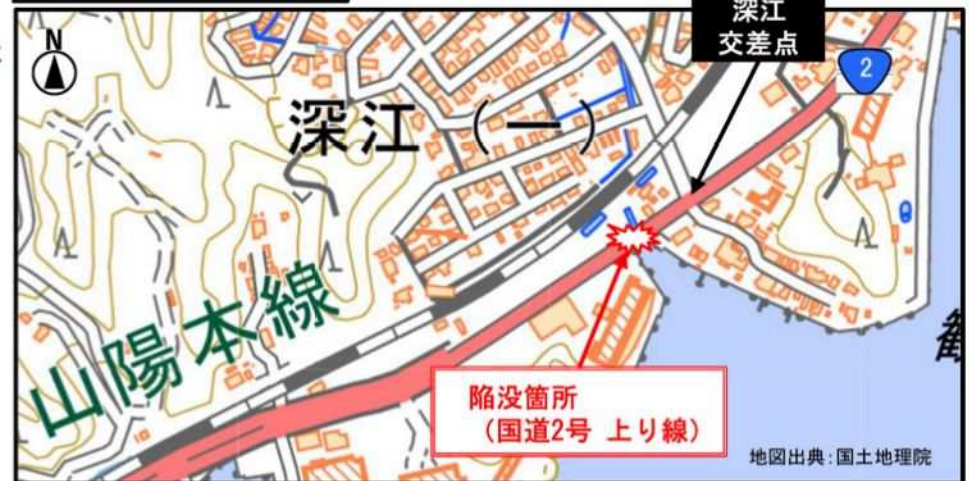 深江
交差点
N
2
深江（一）
山陽本線
陥没箇所
（国道2号 上り線）
地図出典：国土地理院